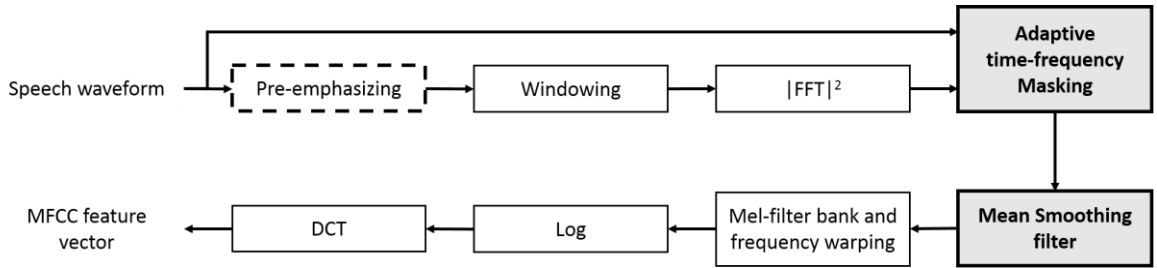 Speech waveform
Pre-emphasizing
Windowing
|FFT|²
Adaptive
time-frequency
Masking
MFCC feature
vector
DCT
Log
Mel-filter bank and
frequency warping
Mean Smoothing
filter